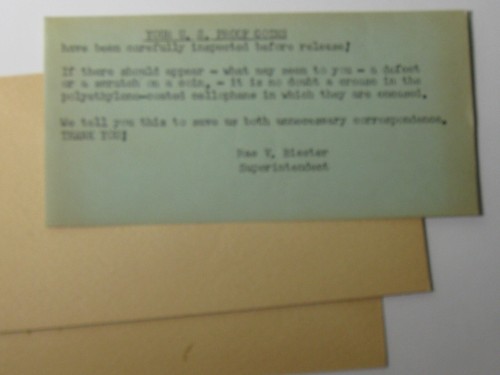 YOUR U. S. PROOF COINS
have been carefully inspected before release!
If there should appear - what may seem to you - a defect
or a scratch on a coin, - it is no doubt a crease in the
polyethylene-coated cellophane in which they are encased.
We tell you this to save us both unnecessary correspondence.
THANK YOU!
Rae V. Biester
Superintendent